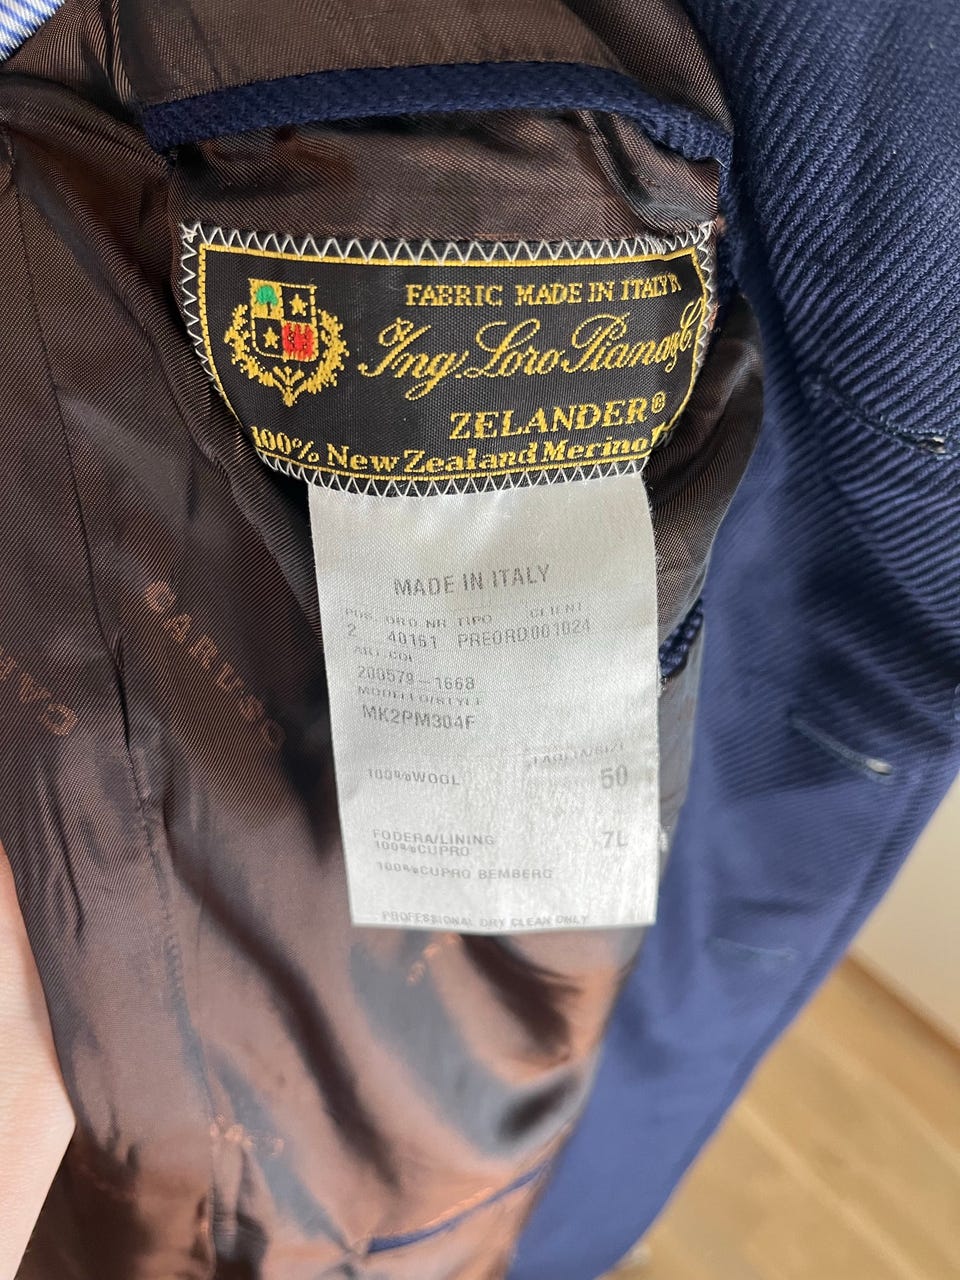 FABRIC MADE IN ITALY
Ing. Loro Piana & C
ZELANDER®
100% New Zealand Merino
MADE IN ITALY
POS. ORD NR TIPO CLIENT
2 40161 PREORD001024
ART.COL
200579-1668
MODELLO/STYLE
MK2PM304F
TAGLIA/SIZE
100%WOOL 50
FODERA/LINING 7L
100%CUPRO
100%CUPRO BEMBERG
PROFESSIONAL DRY CLEAN ONLY
CARUSO